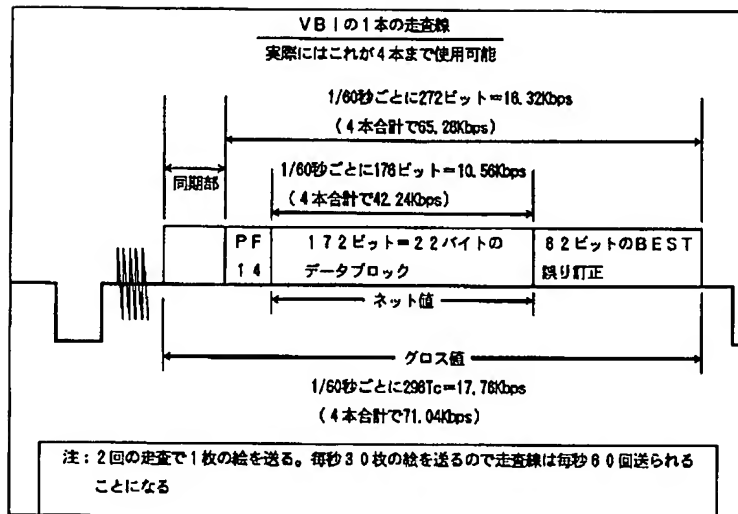 VBIの1本の走査線
実際にはこれが4本まで使用可能
1/60秒ごとに272ビット=16.32Kbps
(4本合計で65.28Kbps)
1/60秒ごとに176ビット=10.56Kbps
(4本合計で42.24Kbps)
同期部
PF
14
172ビット=22バイトの
データブロック
82ビットのBEST
誤り訂正
ネット値
グロス値
1/60秒ごとに296Tc=17.76Kbps
(4本合計で71.04Kbps)
注:2回の走査で1枚の絵を送る。毎秒30枚の絵を送るので走査線は毎秒60回送られる
ことになる